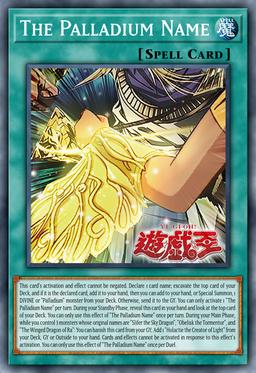 THE PALLADIUM NAME
魔
[SPELL CARD]
YU-GI-OH!
遊戯王
This card's activation and effect cannot be negated. Declare 1 card name; excavate the top card of your
Deck, and if it is the declared card, add it to your hand, then you can add to your hand, or Special Summon, 1
DIVINE or "Palladium" monster from your Deck. Otherwise, send it to the GY. You can only activate 1 "The
Palladium Name" per turn. During your Standby Phase, reveal this card in your hand and look at the top card
of your Deck. You can only use this effect of "The Palladium Name" once per turn. During your Main Phase,
while you control 3 monsters whose original names are "Slifer the Sky Dragon", "Obelisk the Tormentor", and
"The Winged Dragon of Ra": You can banish this card from your GY; Add 1 "Holactie the Creator of Light" from
your Deck, GY or Outside to your hand. Cards and effects cannot be activated in response to this effect's
activation. You can only use this effect of "The Palladium Name" once per Duel.